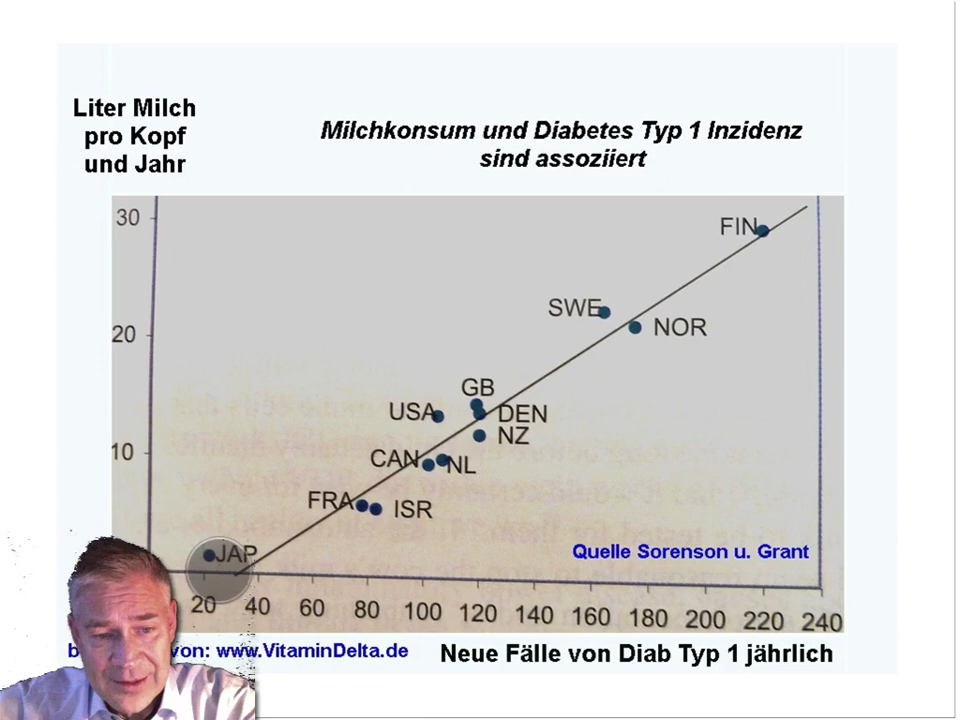 Liter Milch
pro Kopf
und Jahr
Milchkonsum und Diabetes Typ 1 Inzidenz
sind assoziiert
30
FIN
SWE
NOR
20
GB
USA
DEN
NZ
10
CAN
NL
FRA
ISR
JAP
Quelle Sorenson u. Grant
20 40 60 80 100 120 140 160 180 200 220 240
von: www.VitaminDelta.de
Neue Fälle von Diab Typ 1 jährlich